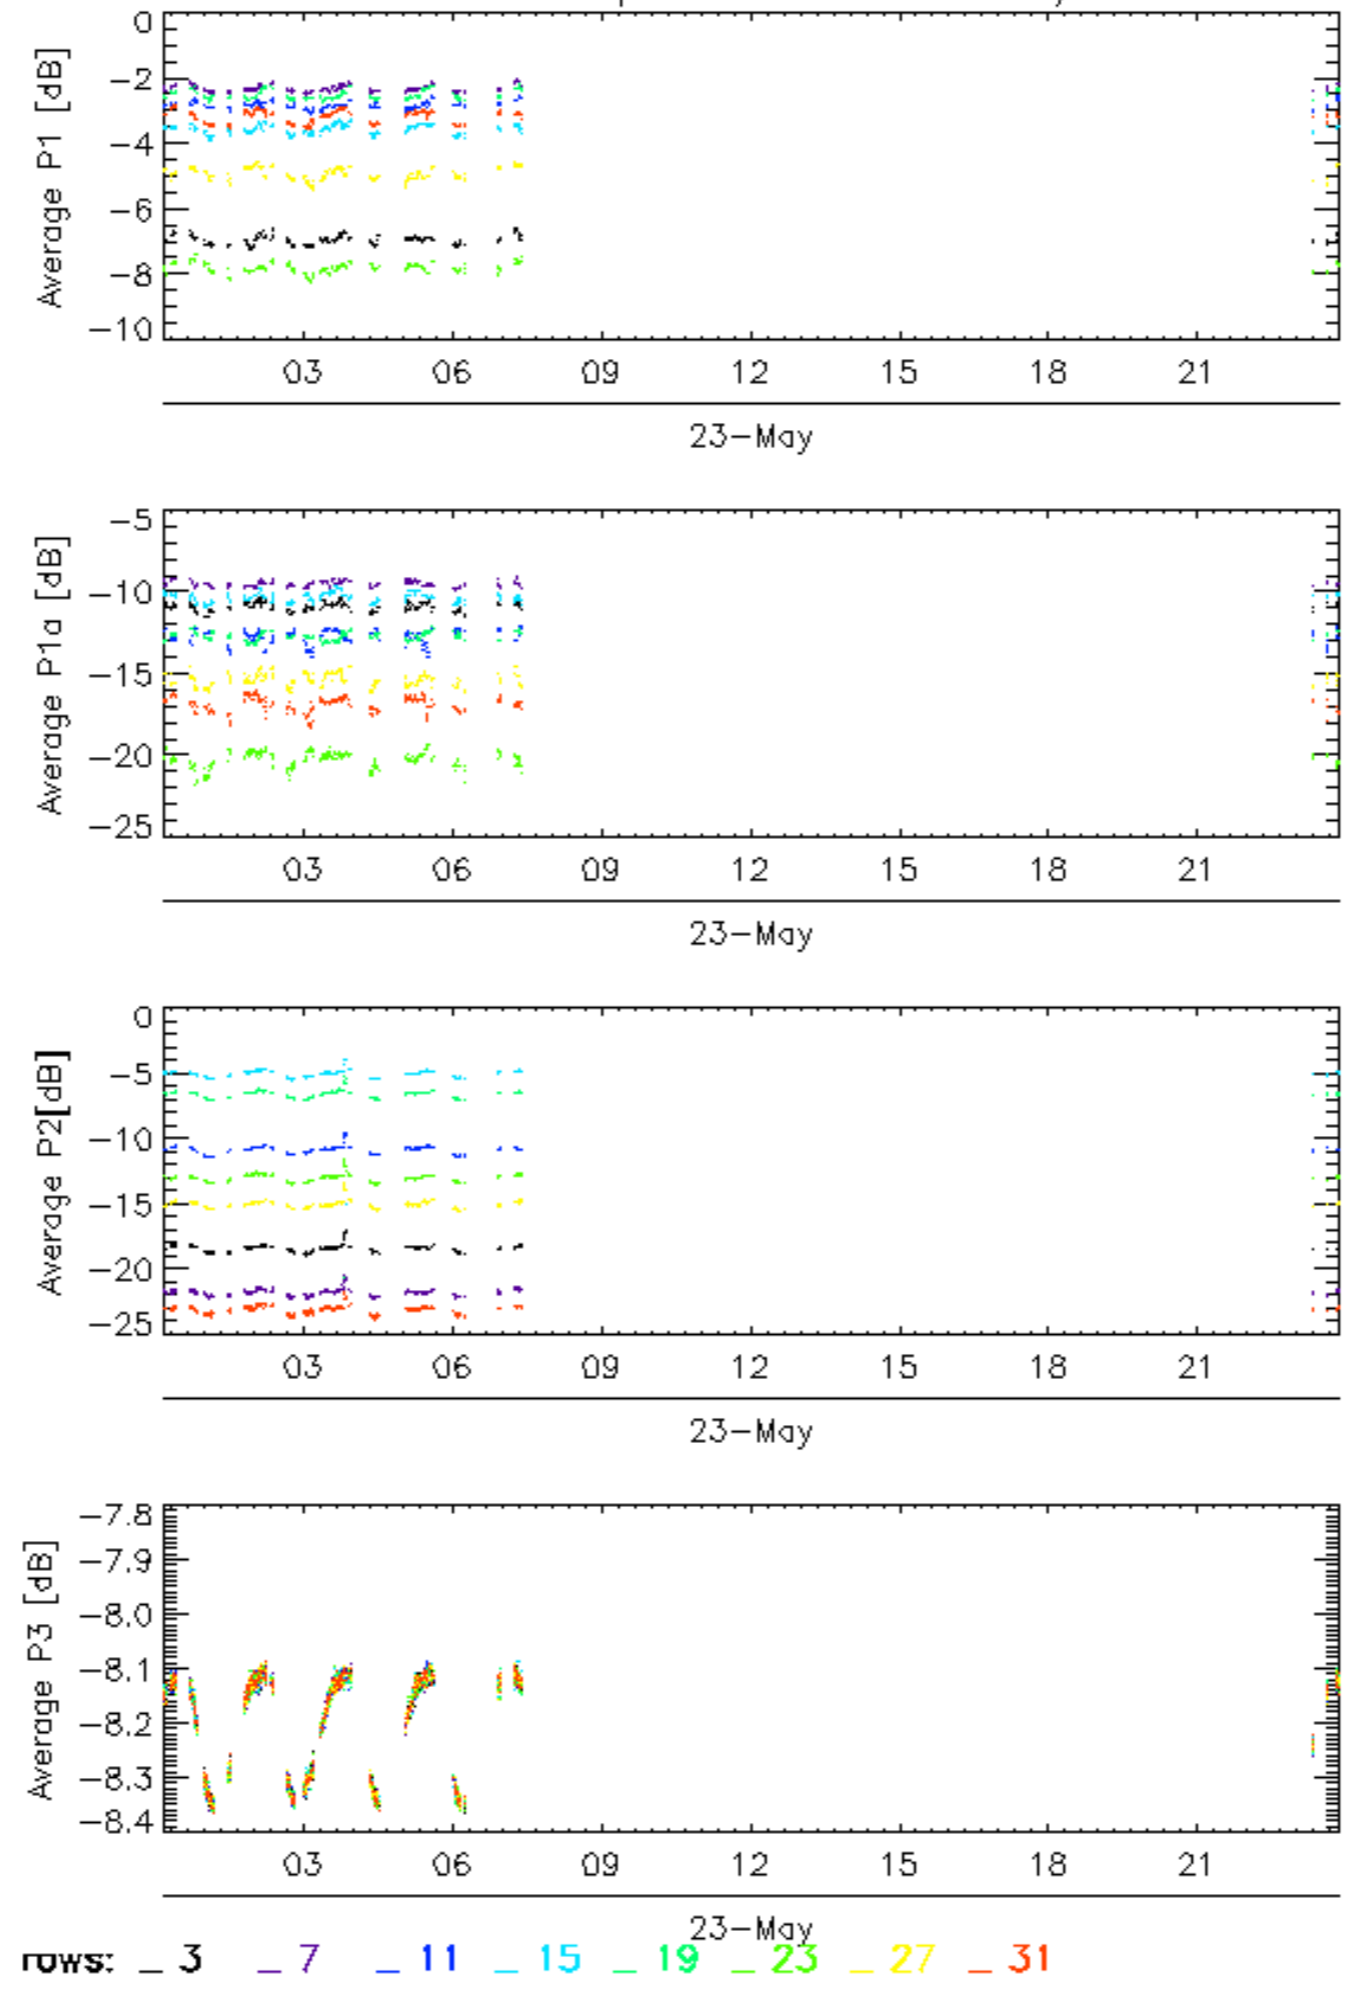 0
−2
−4
−6
−8
−10
Average P1 [dB]
03 06 09 12 15 18 21
23−May
−5
−10
−15
−20
−25
Average P1a [dB]
03 06 09 12 15 18 21
23−May
0
−5
−10
−15
−20
−25
Average P2[dB]
03 06 09 12 15 18 21
23−May
−7.8
−7.9
−8.0
−8.1
−8.2
−8.3
−8.4
Average P3 [dB]
03 06 09 12 15 18 21
23−May
rows: _ 3 _ 7 _ 11 _ 15 _ 19 _ 23 _ 27 _ 31